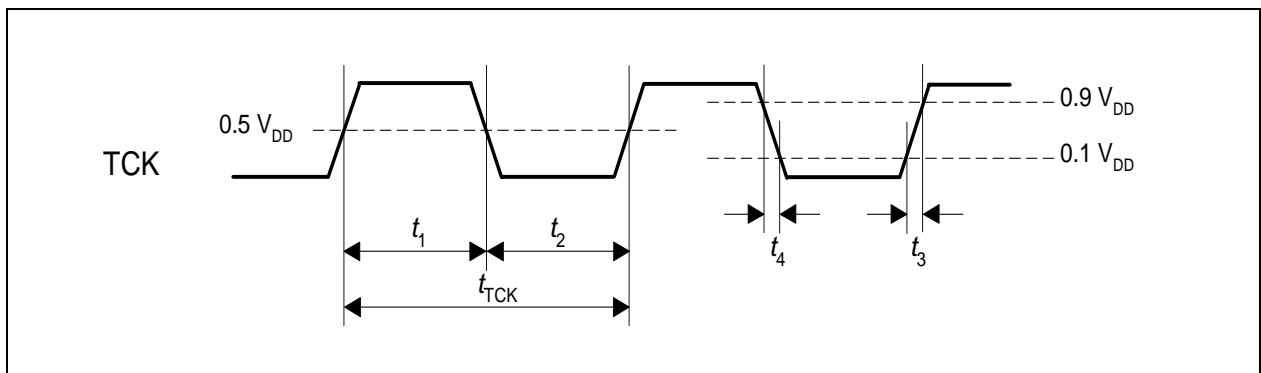 0.5 V_DD
TCK
0.9 V_DD
0.1 V_DD
t_1
t_2
t_TCK
t_4
t_3